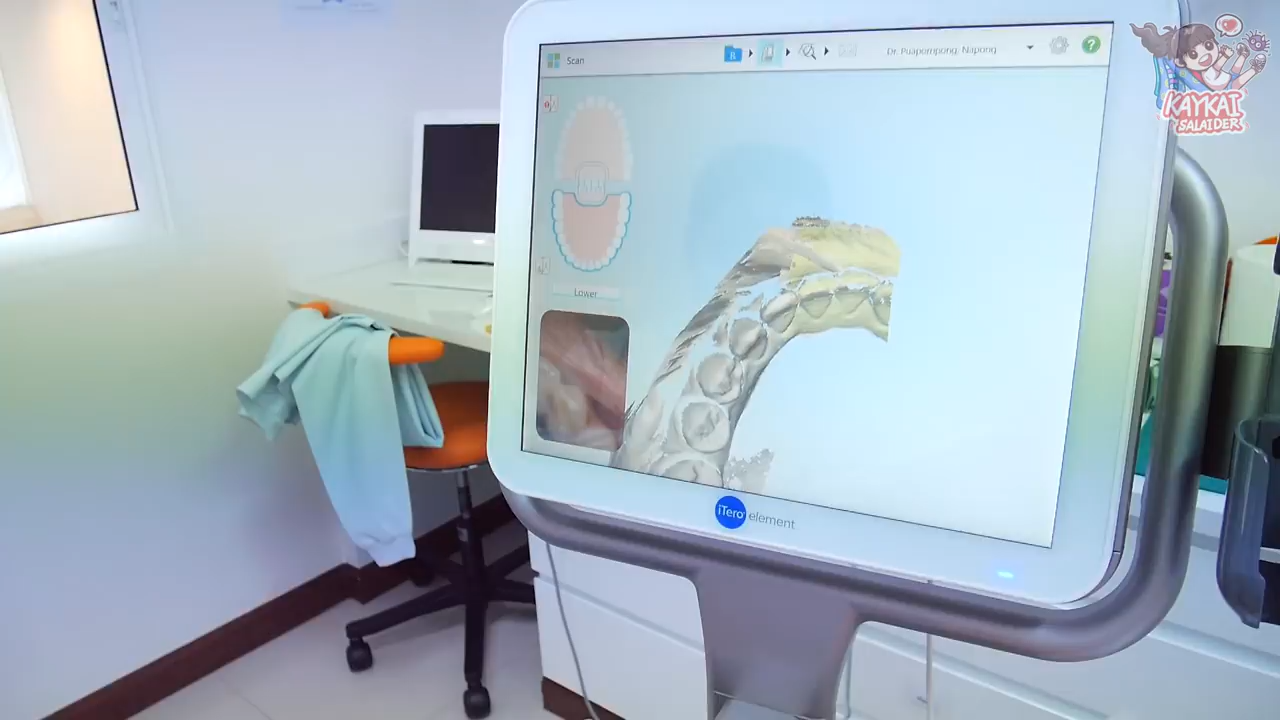 Scan
Dr. Puapornpong, Napong
?
Lower
iTero element
KAYKAI
SALAIDER